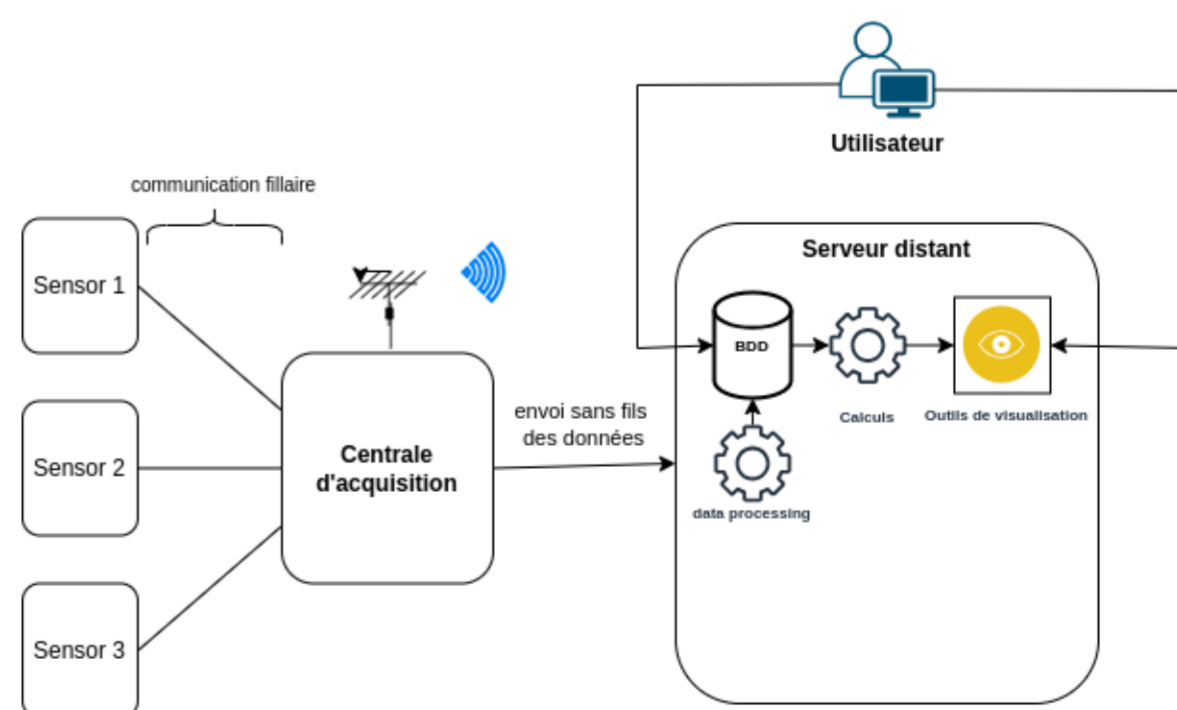 Utilisateur
communication fillaire
Sensor 1
Serveur distant
BDD
Calculs
Outils de visualisation
envoi sans fils
des données
Centrale
d'acquisition
Sensor 2
data processing
Sensor 3